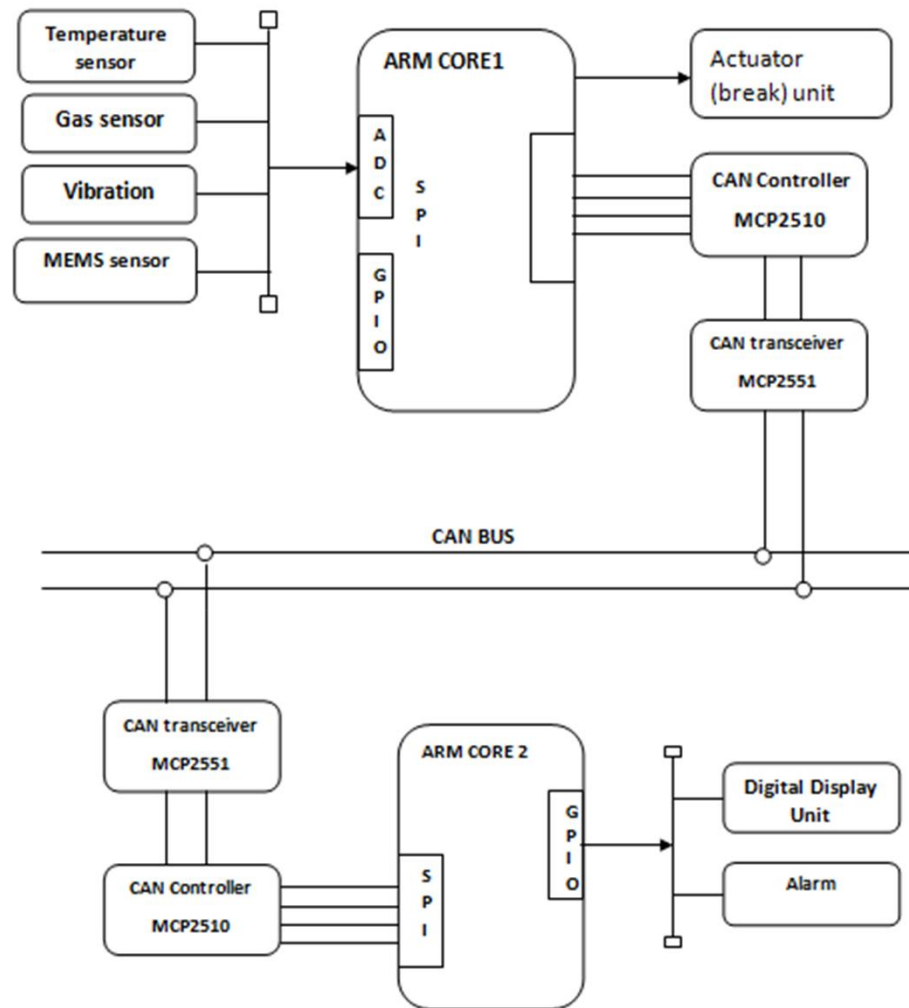 Temperature
sensor
Gas sensor
Vibration
MEMS sensor
ARM CORE1
A
D
C
S
P
I
G
P
I
O
Actuator
(break) unit
CAN Controller
MCP2510
CAN transceiver
MCP2551
CAN BUS
CAN transceiver
MCP2551
CAN Controller
MCP2510
ARM CORE 2
S
P
I
G
P
I
O
Digital Display
Unit
Alarm